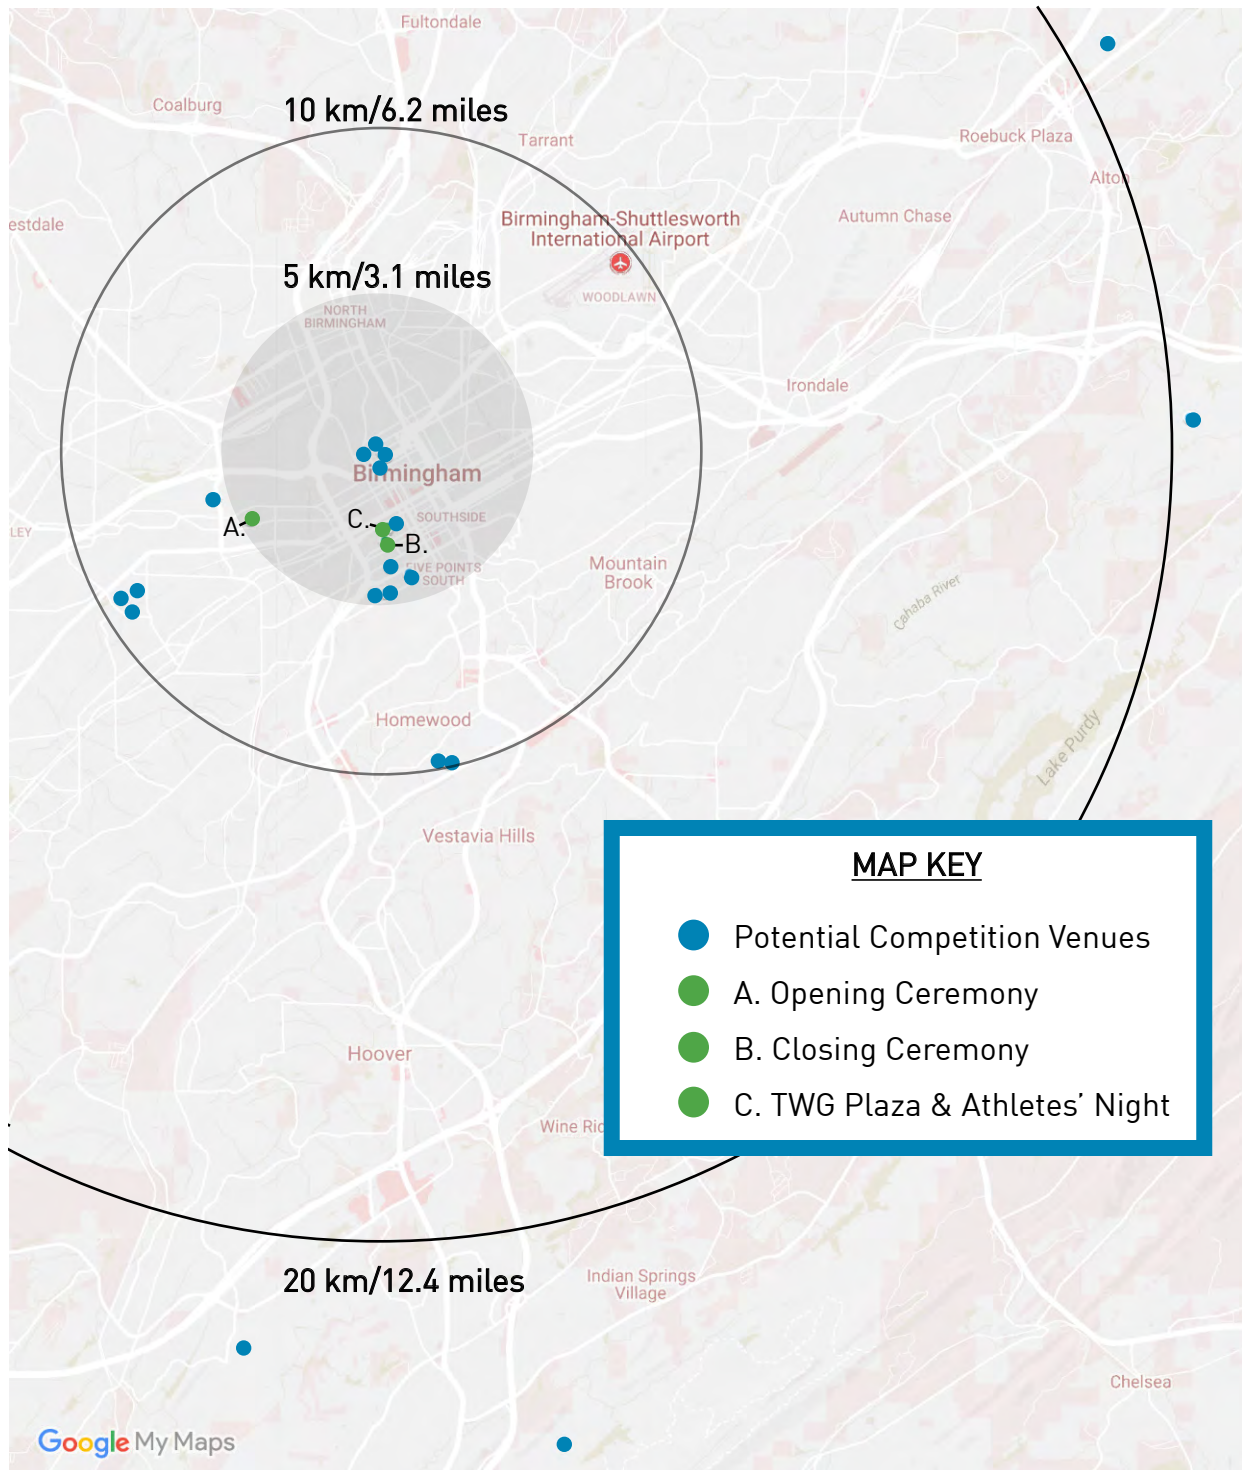 Fultondale
Coalburg
10 km/6.2 miles
Tarrant
Roebuck Plaza
Alton
estdale
Birmingham-Shuttlesworth
International Airport
Autumn Chase
5 km/3.1 miles
WOODLAWN
NORTH
BIRMINGHAM
Irondale
Birmingham
LEY
A.
C.
SOUTHSIDE
B.
FIVE POINTS
SOUTH
Mountain
Brook
Cahaba River
Homewood
Lake Purdy
Vestavia Hills
MAP KEY
Potential Competition Venues
A. Opening Ceremony
B. Closing Ceremony
C. TWG Plaza & Athletes’ Night
Hoover
Wine Ri
20 km/12.4 miles
Indian Springs
Village
Chelsea
Google My Maps